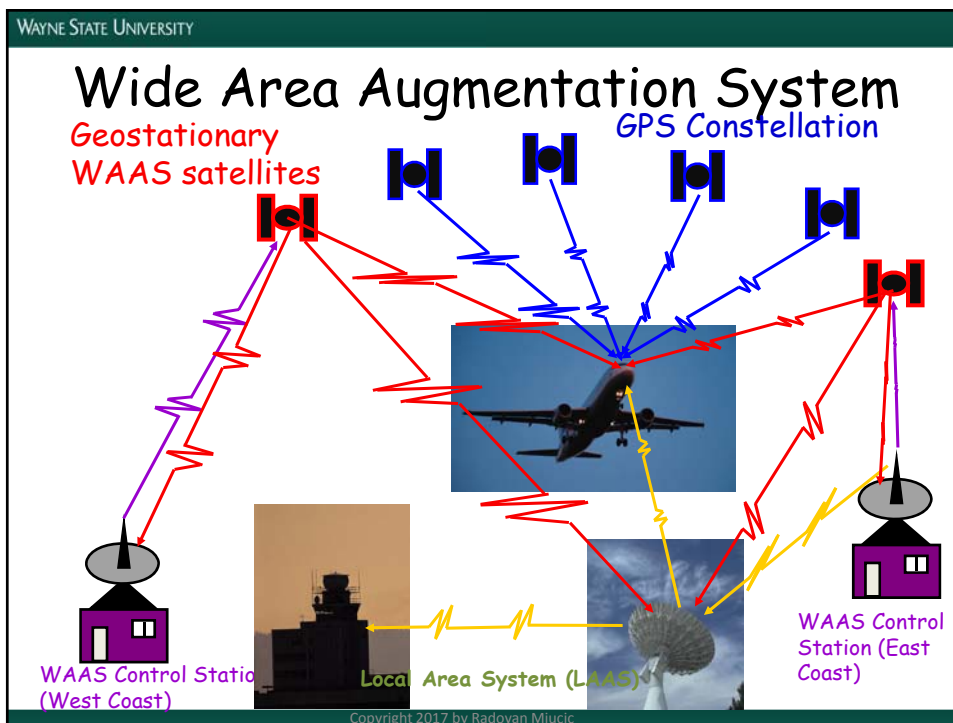 WAYNE STATE UNIVERSITY
Wide Area Augmentation System
Geostationary
WAAS satellites
GPS Constellation
WAAS Control
Station (East
Coast)
WAAS Control Statio
(West Coast)
Local Area System (LAAS)
Copyright 2017 by Radovan Miucic